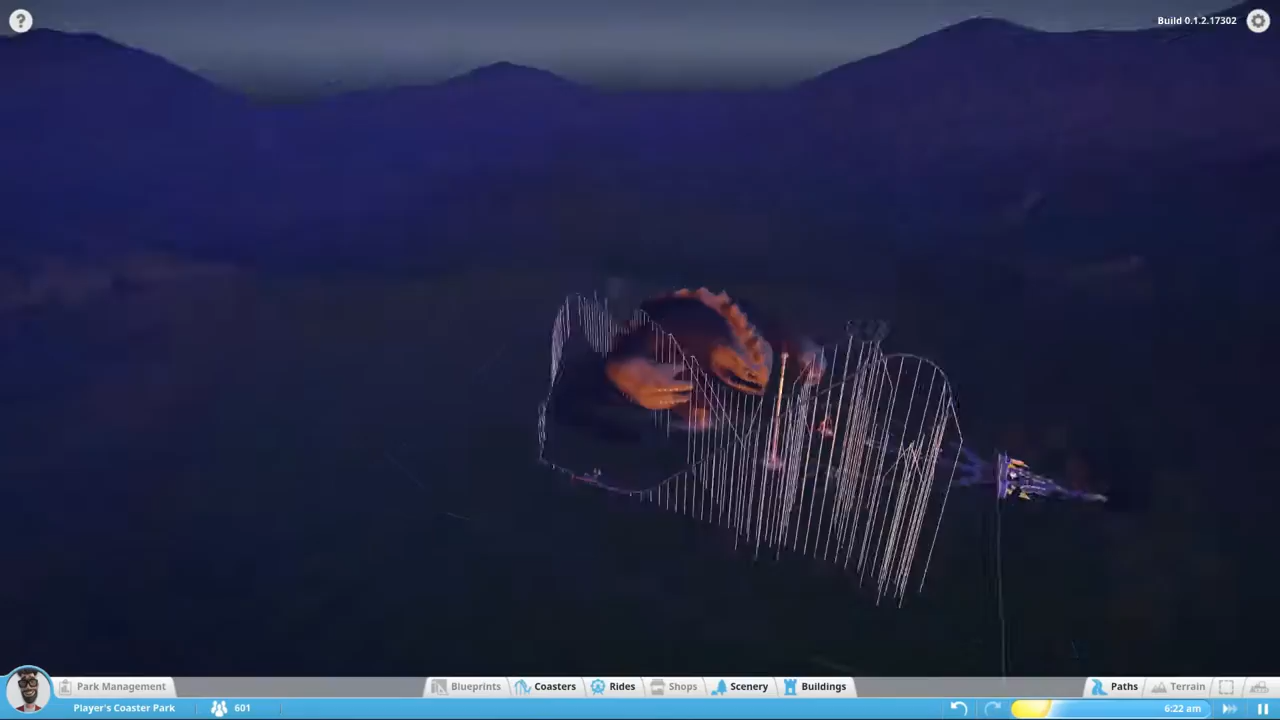 ?
Build 0.1.2.17302
Park Management
Blueprints
Coasters
Rides
Shops
Scenery
Buildings
Paths
Terrain
Player's Coaster Park
601
6:22 am